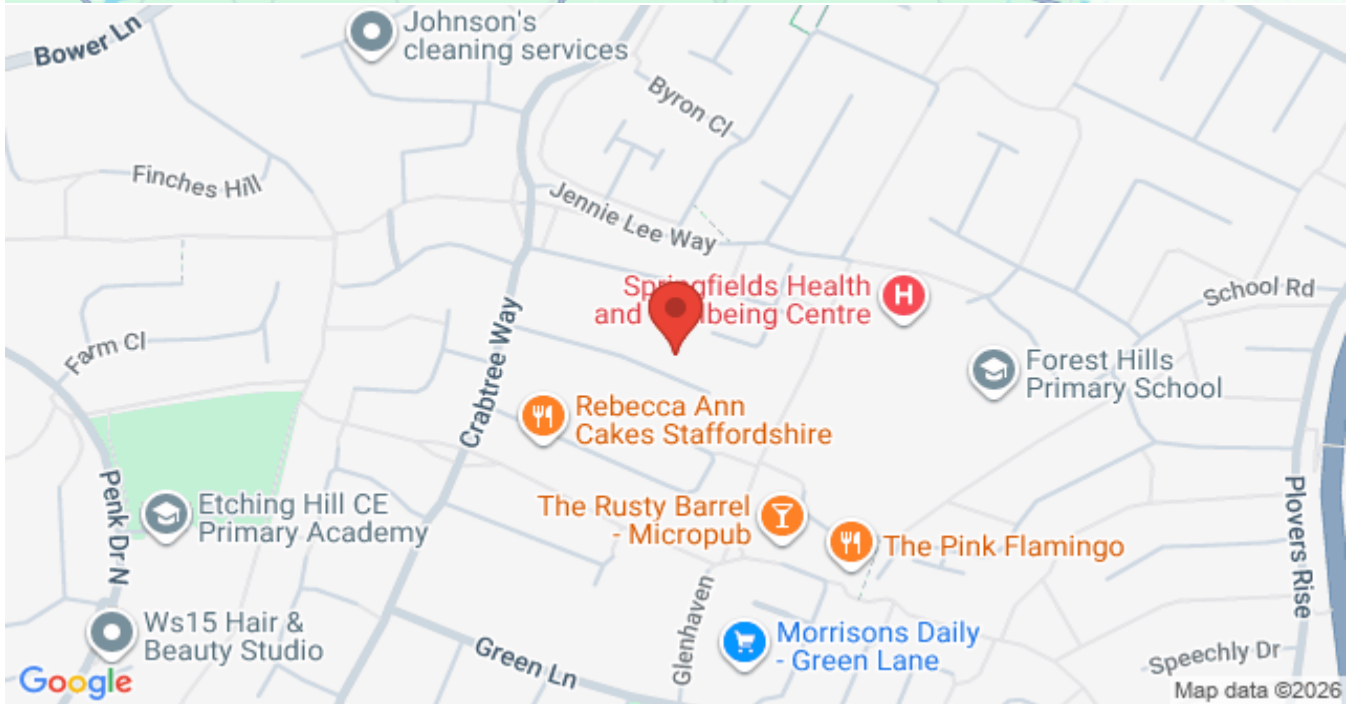 Bower Ln
Johnson's
cleaning services
Byron Cl
Finches Hill
Jennie Lee Way
Springfields Health
and Wellbeing Centre
School Rd
Farm Cl
Crabtree Way
Forest Hills
Primary School
Rebecca Ann
Cakes Staffordshire
Penk Dr N
Etching Hill CE
Primary Academy
The Rusty Barrel
- Micropub
The Pink Flamingo
Plovers Rise
Ws15 Hair &
Beauty Studio
Green Ln
Glenhaven
Morrisons Daily
- Green Lane
Speechly Dr
Google
Map data ©2026